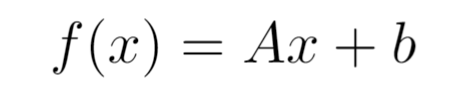 f(x) = Ax + b